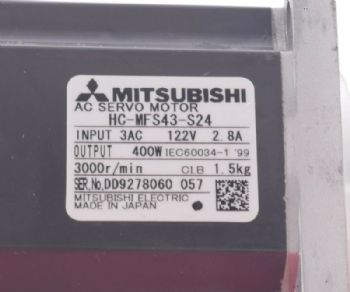 MITSUBISHI
AC SERVO MOTOR
HC-MFS43-S24
INPUT 3AC 122V 2.8A
OUTPUT 400W IEC60034-1 '99
3000r/min CIB 1.5kg
SER.No.DD9278060 057
MITSUBISHI ELECTRIC
MADE IN JAPAN